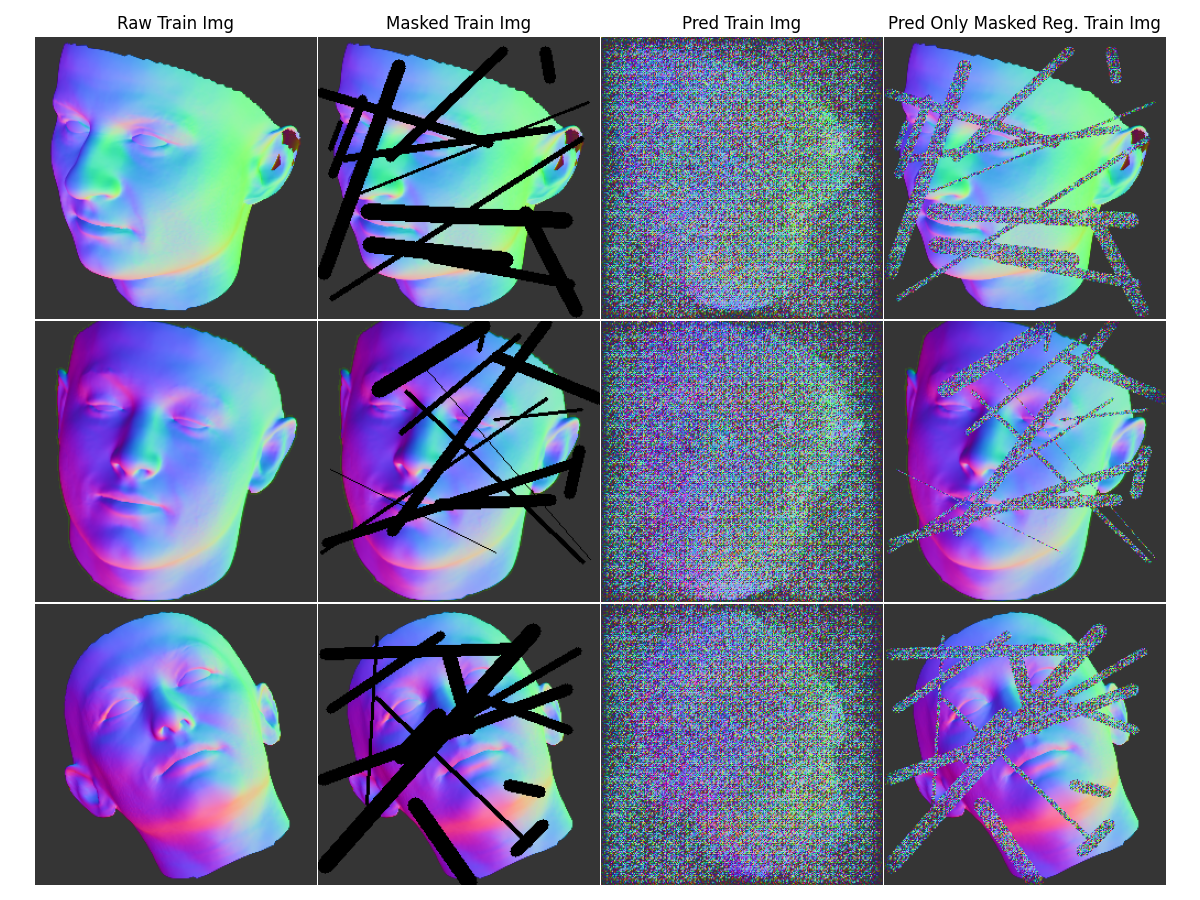 Raw Train Img
Masked Train Img
Pred Train Img
Pred Only Masked Reg. Train Img